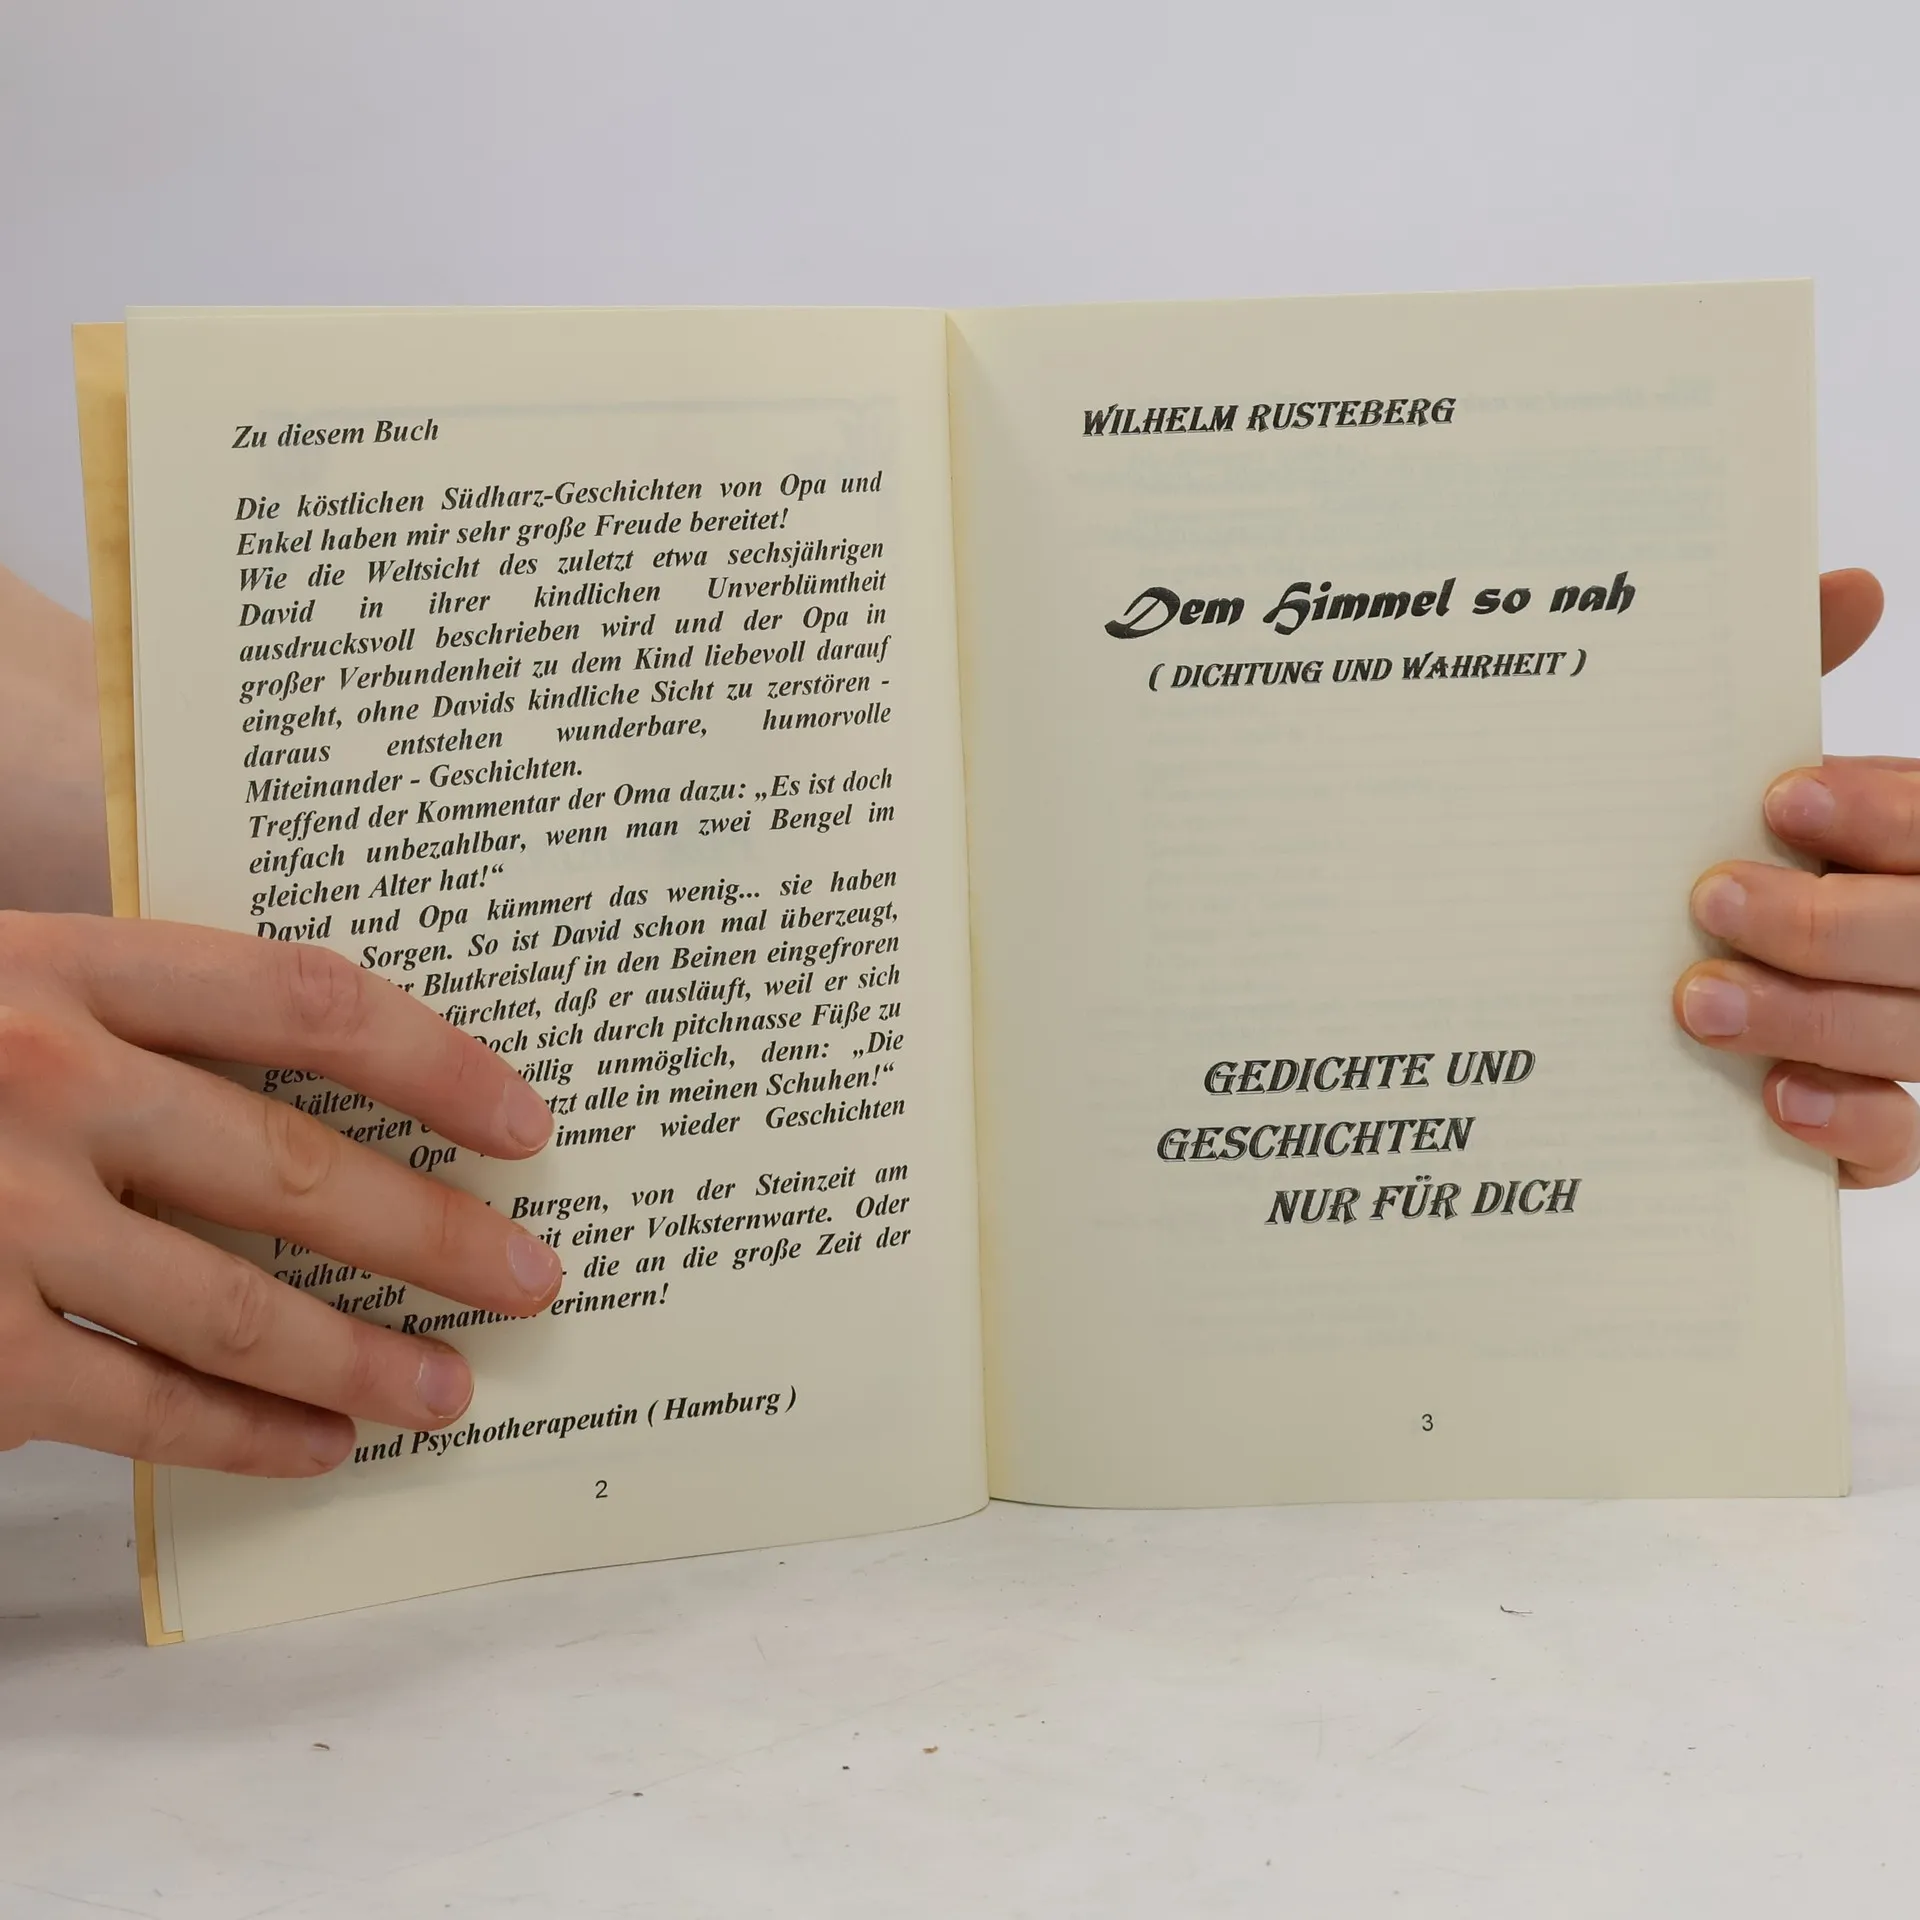 Zu diesem Buch
Die köstlichen Südharz-Geschichten von Opa und
Enkel haben mir sehr große Freude bereitet!
Wie die Weltsicht des zuletzt etwa sechsjährigen
David in ihrer kindlichen Unverblümtheit
ausdrucksvoll beschrieben wird und der Opa in
großer Verbundenheit zu dem Kind liebevoll darauf
eingeht, ohne Davids kindliche Sicht zu zerstören -
daraus entstehen wunderbare, humorvolle
Miteinander - Geschichten.
Treffend der Kommentar der Oma dazu: „Es ist doch
einfach unbezahlbar, wenn man zwei Bengel im
gleichen Alter hat!“
David und Opa kümmert das wenig... sie haben
Sorgen. So ist David schon mal überzeugt,
Blutkreislauf in den Beinen eingefroren
daß er ausläuft, weil er sich
sich durch pitchnasse Füße zu
unmöglich, denn: „Die
alle in meinen Schuhen!“
immer wieder Geschichten
Opa
Burgen, von der Steinzeit am
einer Volksternwarte. Oder
- die an die große Zeit der
erinnern!
und Psychotherapeutin ( Hamburg )
2
WILHELM RUSTEBERG
Dem Himmel so nah
( DICHTUNG UND WAHRHEIT )
GEDICHTE UND
GESCHICHTEN
NUR FÜR DICH
3